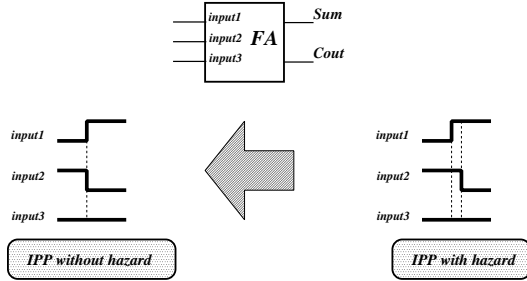 input1
input2
input3
FA
Sum
Cout
input1
input2
input3
IPP without hazard
input1
input2
input3
IPP with hazard